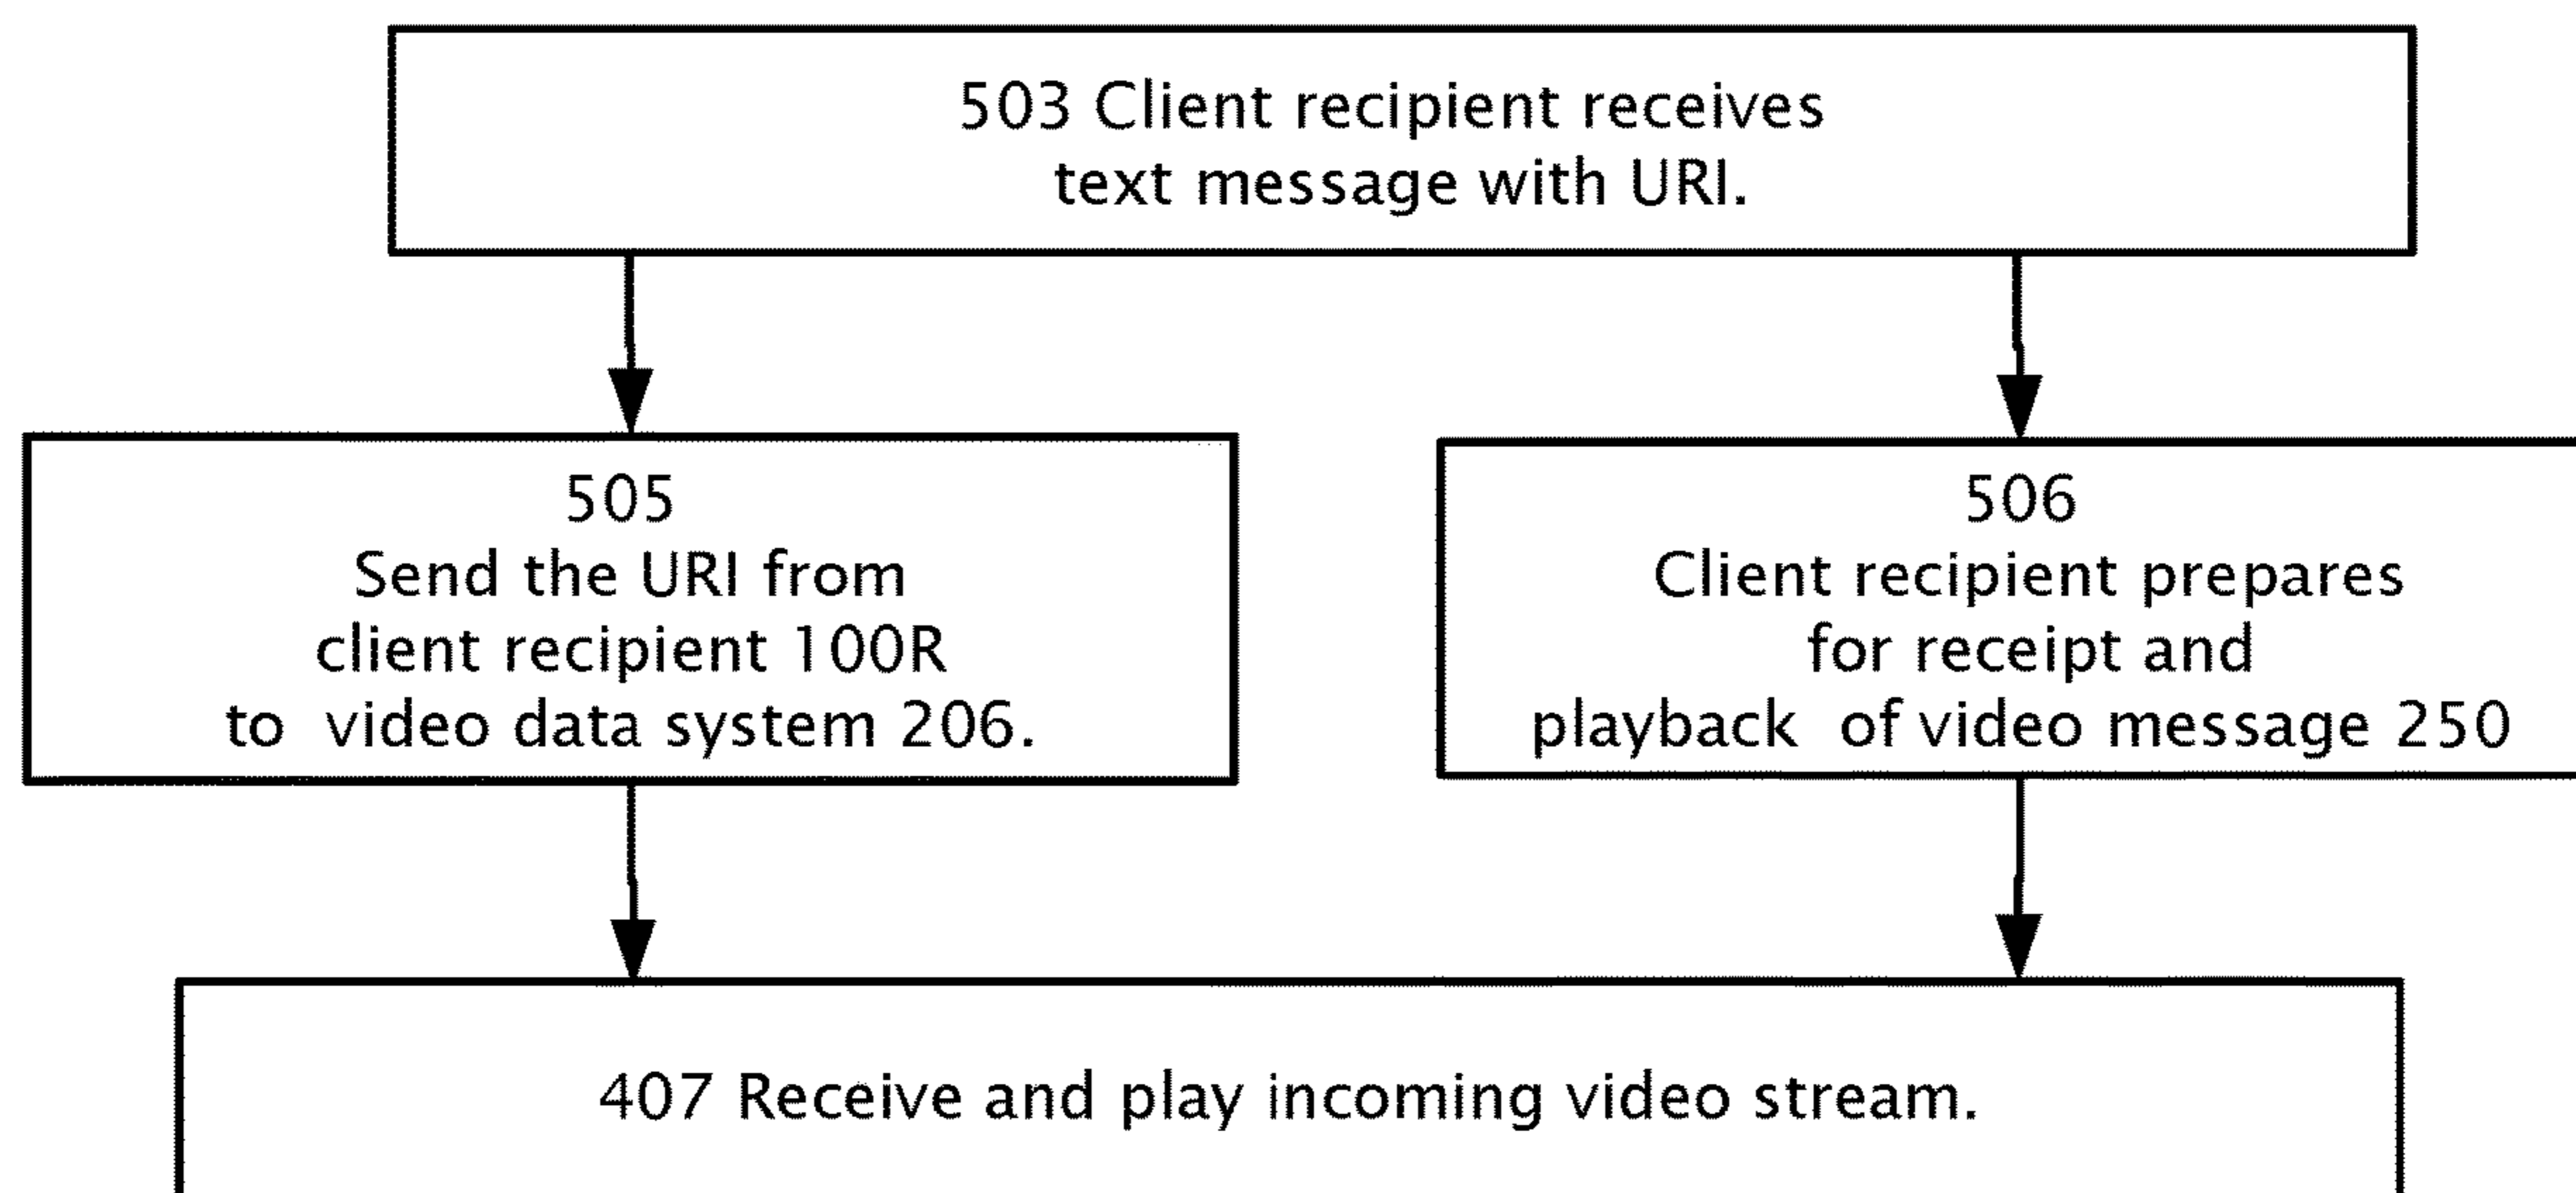 503 Client recipient receives
text message with URI.
505
Send the URI from
client recipient 100R
to video data system 206.
506
Client recipient prepares
for receipt and
playback of video message 250
407 Receive and play incoming video stream.